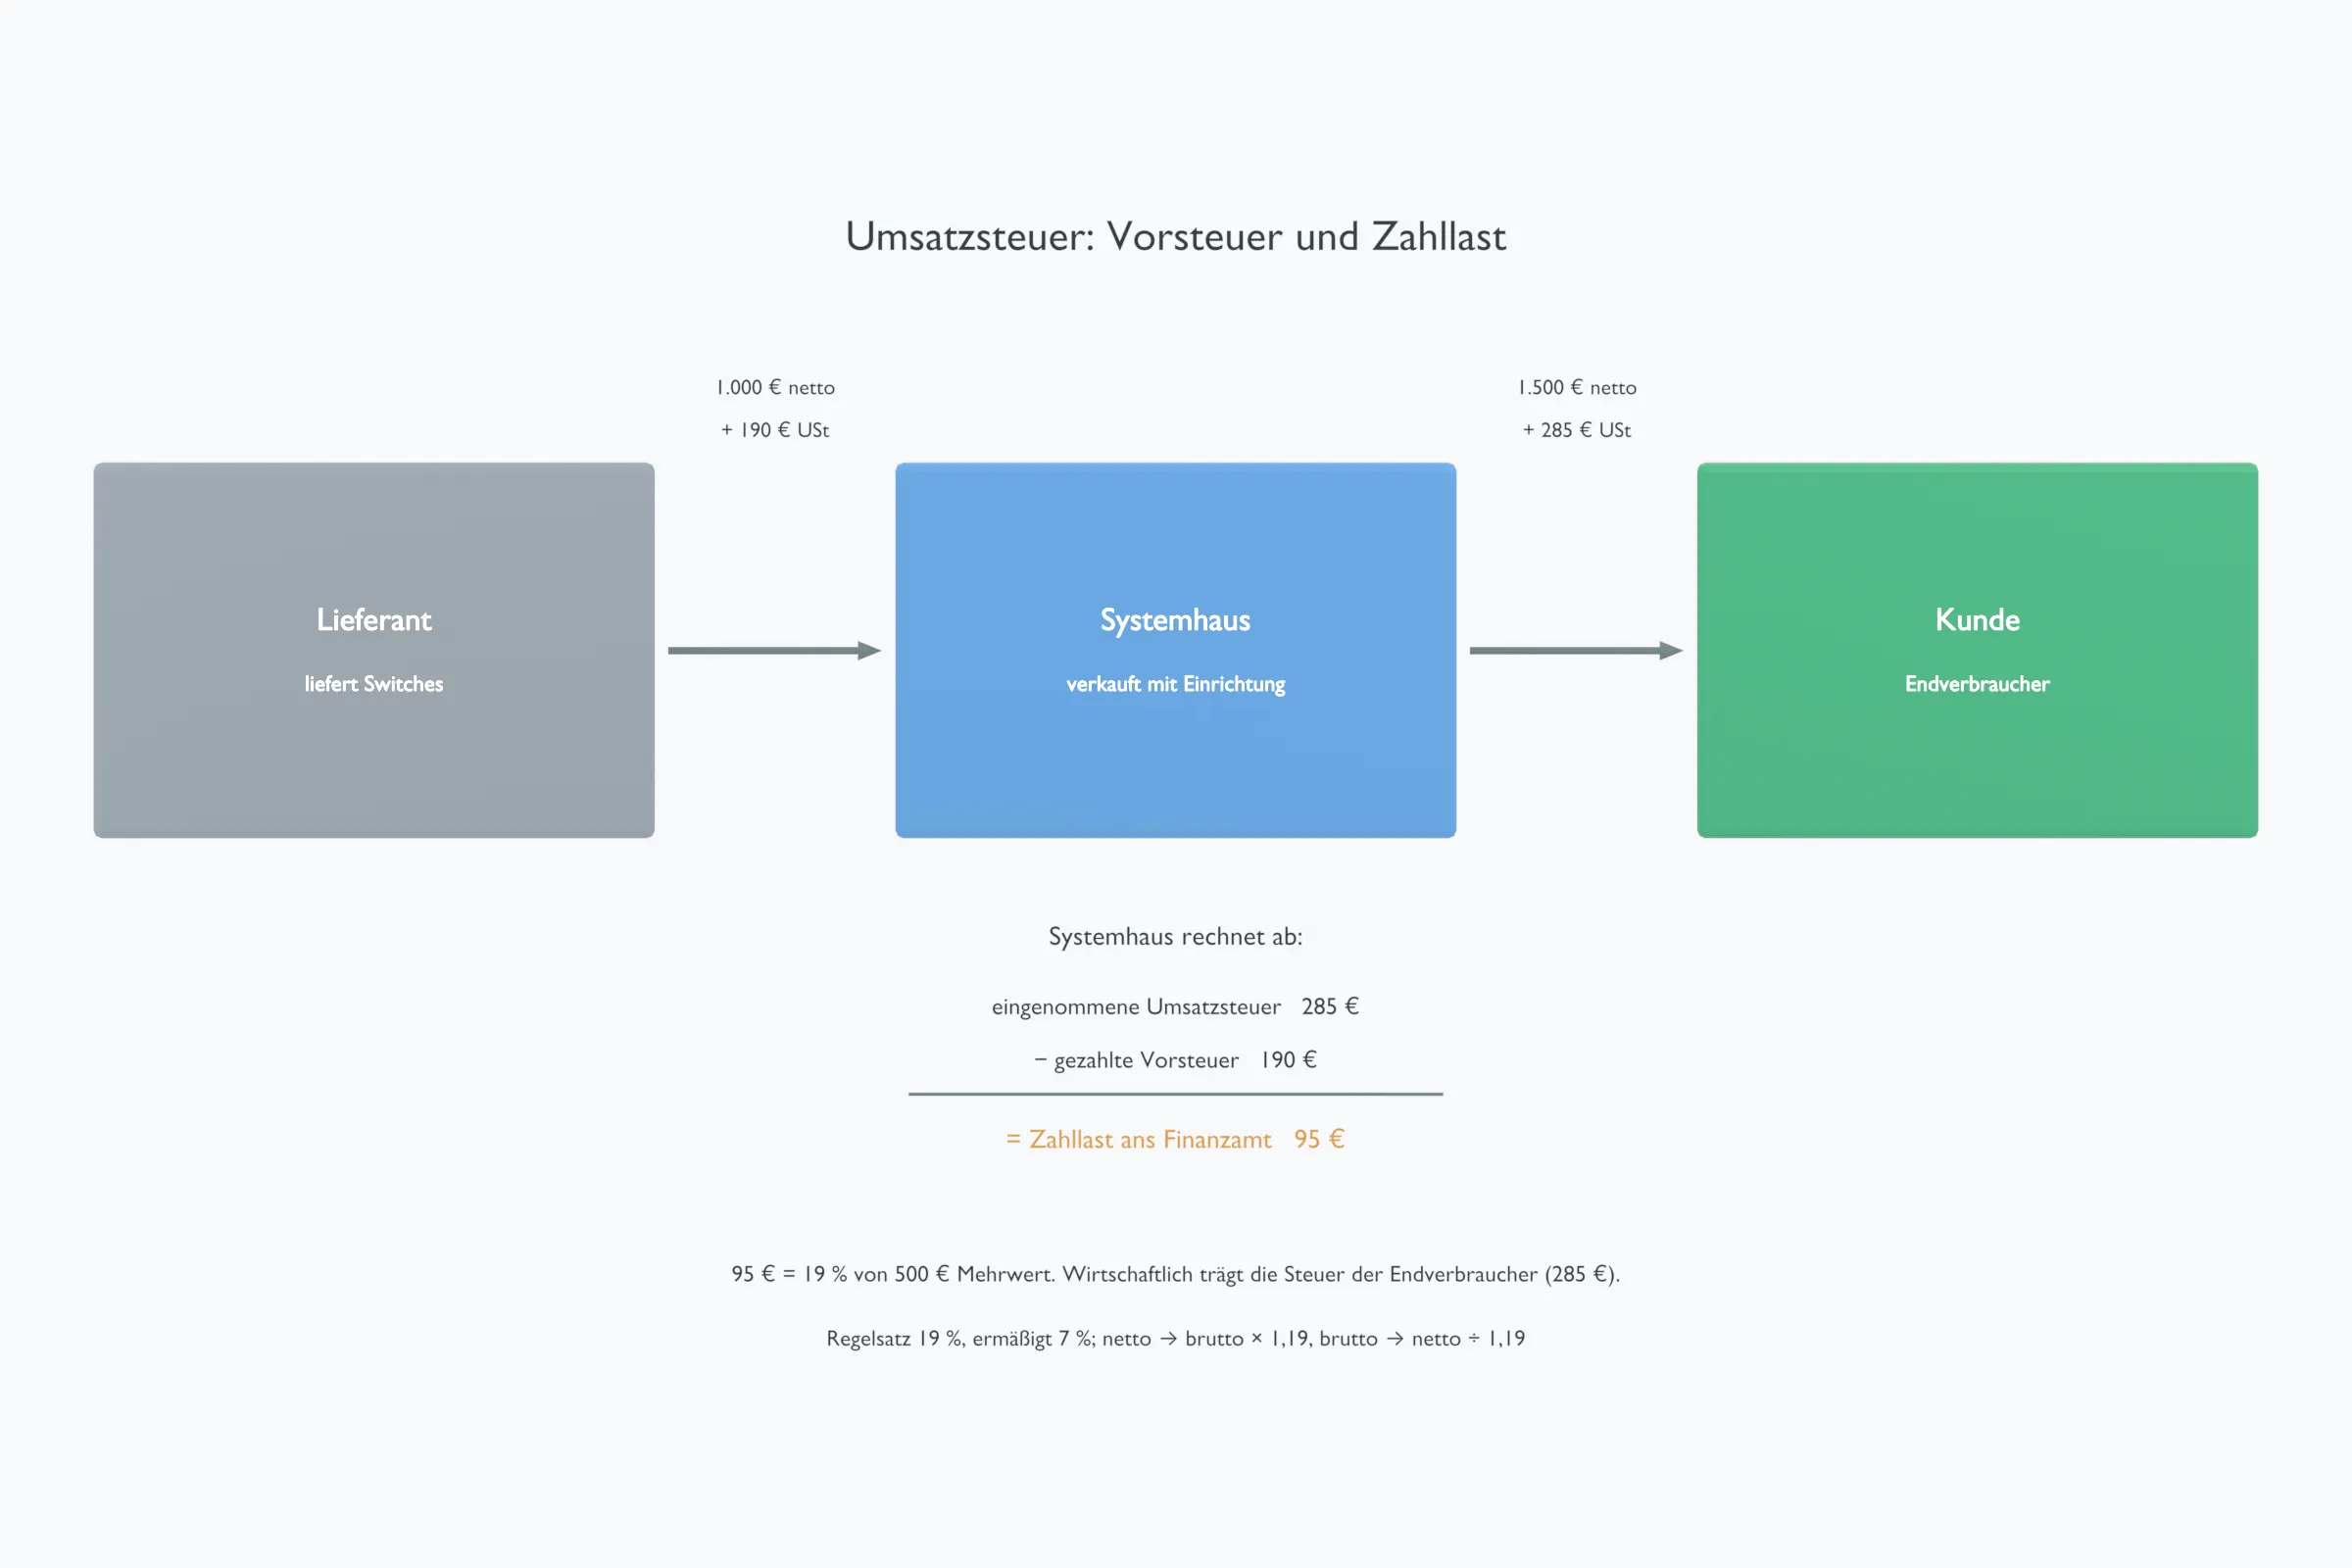 Umsatzsteuer: Vorsteuer und Zahllast
1.000 € netto
+ 190 € USt
1.500 € netto
+ 285 € USt
Lieferant
liefert Switches
Systemhaus
verkauft mit Einrichtung
Kunde
Endverbraucher
Systemhaus rechnet ab:
eingenommene Umsatzsteuer 285 €
− gezahlte Vorsteuer 190 €
= Zahllast ans Finanzamt 95 €
95 € = 19 % von 500 € Mehrwert. Wirtschaftlich trägt die Steuer der Endverbraucher (285 €).
Regelsatz 19 %, ermäßigt 7 %; netto → brutto × 1,19, brutto → netto ÷ 1,19